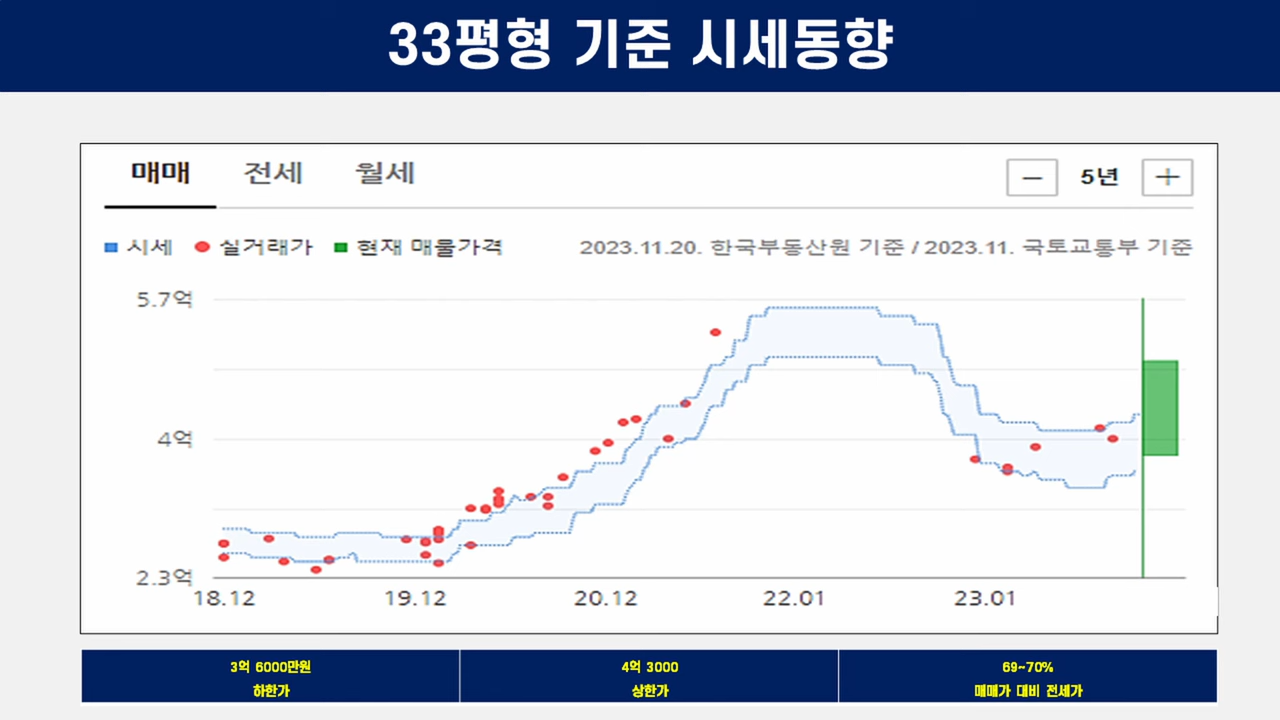 33평형 기준 시세동향
매매 전세 월세
5년
시세 실거래가 현재 매물가격
2023.11.20. 한국부동산원 기준 / 2023.11. 국토교통부 기준
5.7억
4억
2.3억
18.12 19.12 20.12 22.01 23.01
3억 6000만원
하한가
4억 3000
상한가
69~70%
매매가 대비 전세가